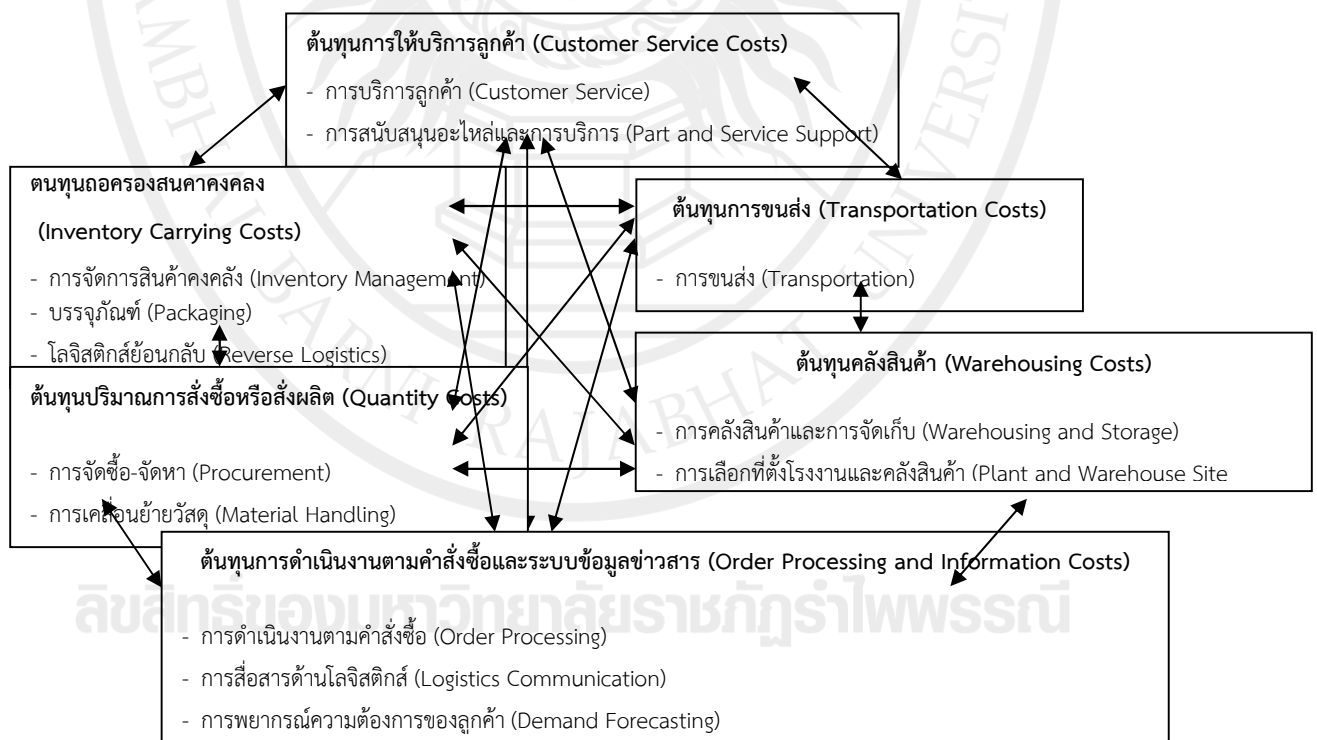 ต้นทุนการให้บริการลูกค้า (Customer Service Costs)
- การบริการลูกค้า (Customer Service)
- การสนับสนุนอะไหล่และการบริการ (Part and Service Support)
ตนทุนถอครองสนคาคงคลง
(Inventory Carrying Costs)
- การจัดการสินค้าคงคลัง (Inventory Management)
- บรรจุภัณฑ์ (Packaging)
- โลจิสติกส์ย้อนกลับ (Reverse Logistics)
ต้นทุนการขนส่ง (Transportation Costs)
- การขนส่ง (Transportation)
ต้นทุนคลังสินค้า (Warehousing Costs)
- การคลังสินค้าและการจัดเก็บ (Warehousing and Storage)
- การเลือกที่ตั้งโรงงานและคลังสินค้า (Plant and Warehouse Site
ต้นทุนปริมาณการสั่งซื้อหรือสั่งผลิต (Quantity Costs)
- การจัดซื้อ-จัดหา (Procurement)
- การเคลื่อนย้ายวัสดุ (Material Handling)
ต้นทุนการดำเนินงานตามคำสั่งซื้อและระบบข้อมูลข่าวสาร (Order Processing and Information Costs)
- การดำเนินงานตามคำสั่งซื้อ (Order Processing)
- การสื่อสารด้านโลจิสติกส์ (Logistics Communication)
- การพยากรณ์ความต้องการของลูกค้า (Demand Forecasting)
ลิขสิทธิ์ของมหาวิทยาลัยราชภัฏรำไพพรรณี
RAMBHAI BARNI RAJABHAT UNIVERSI